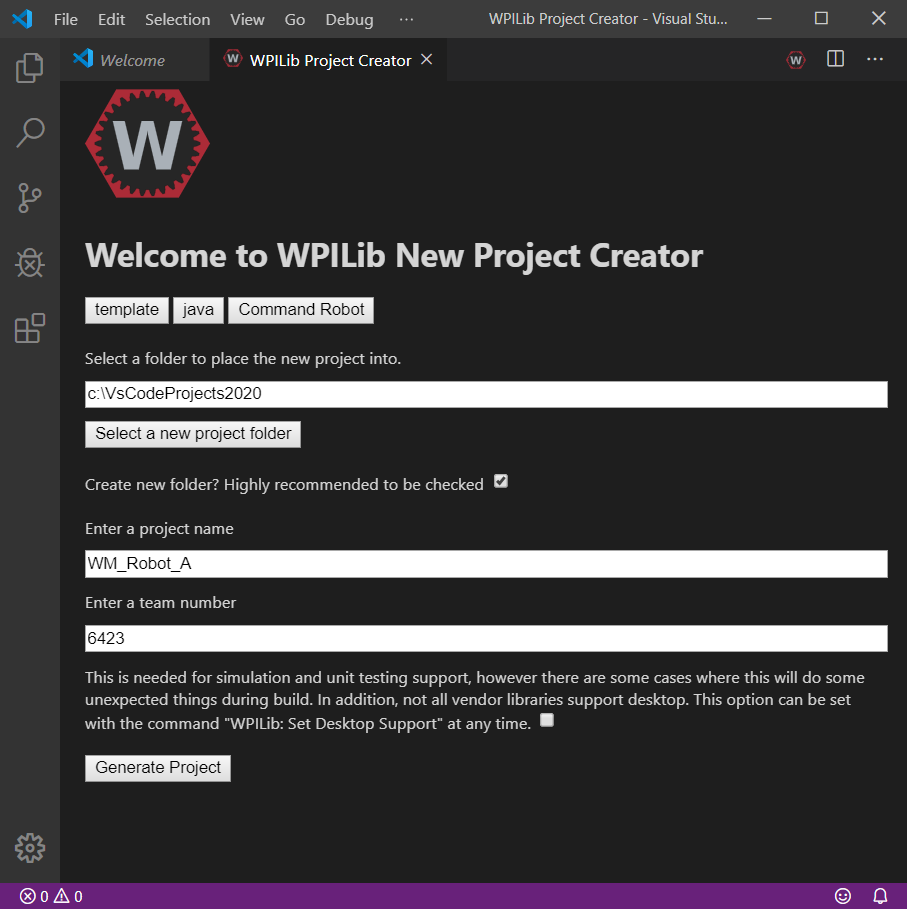 File Edit Selection View Go Debug ··· WPILib Project Creator - Visual Stu...
Welcome WPILib Project Creator W
W
Welcome to WPILib New Project Creator
template java Command Robot
Select a folder to place the new project into.
c:\VsCodeProjects2020
Select a new project folder
Create new folder? Highly recommended to be checked
Enter a project name
WM_Robot_A
Enter a team number
6423
This is needed for simulation and unit testing support, however there are some cases where this will do some
unexpected things during build. In addition, not all vendor libraries support desktop. This option can be set
with the command "WPILib: Set Desktop Support" at any time.
Generate Project
0 0